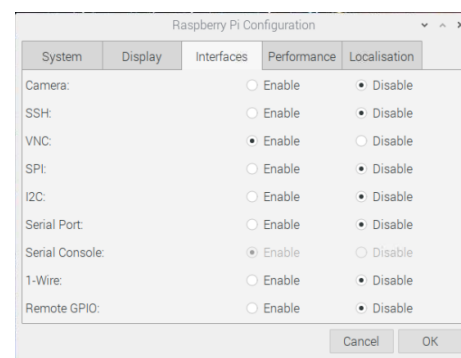 Raspberry Pi Configuration
System Display Interfaces Performance Localisation
Camera: Enable Disable
SSH: Enable Disable
VNC: Enable Disable
SPI: Enable Disable
I2C: Enable Disable
Serial Port: Enable Disable
Serial Console: Enable Disable
1-Wire: Enable Disable
Remote GPIO: Enable Disable
Cancel OK